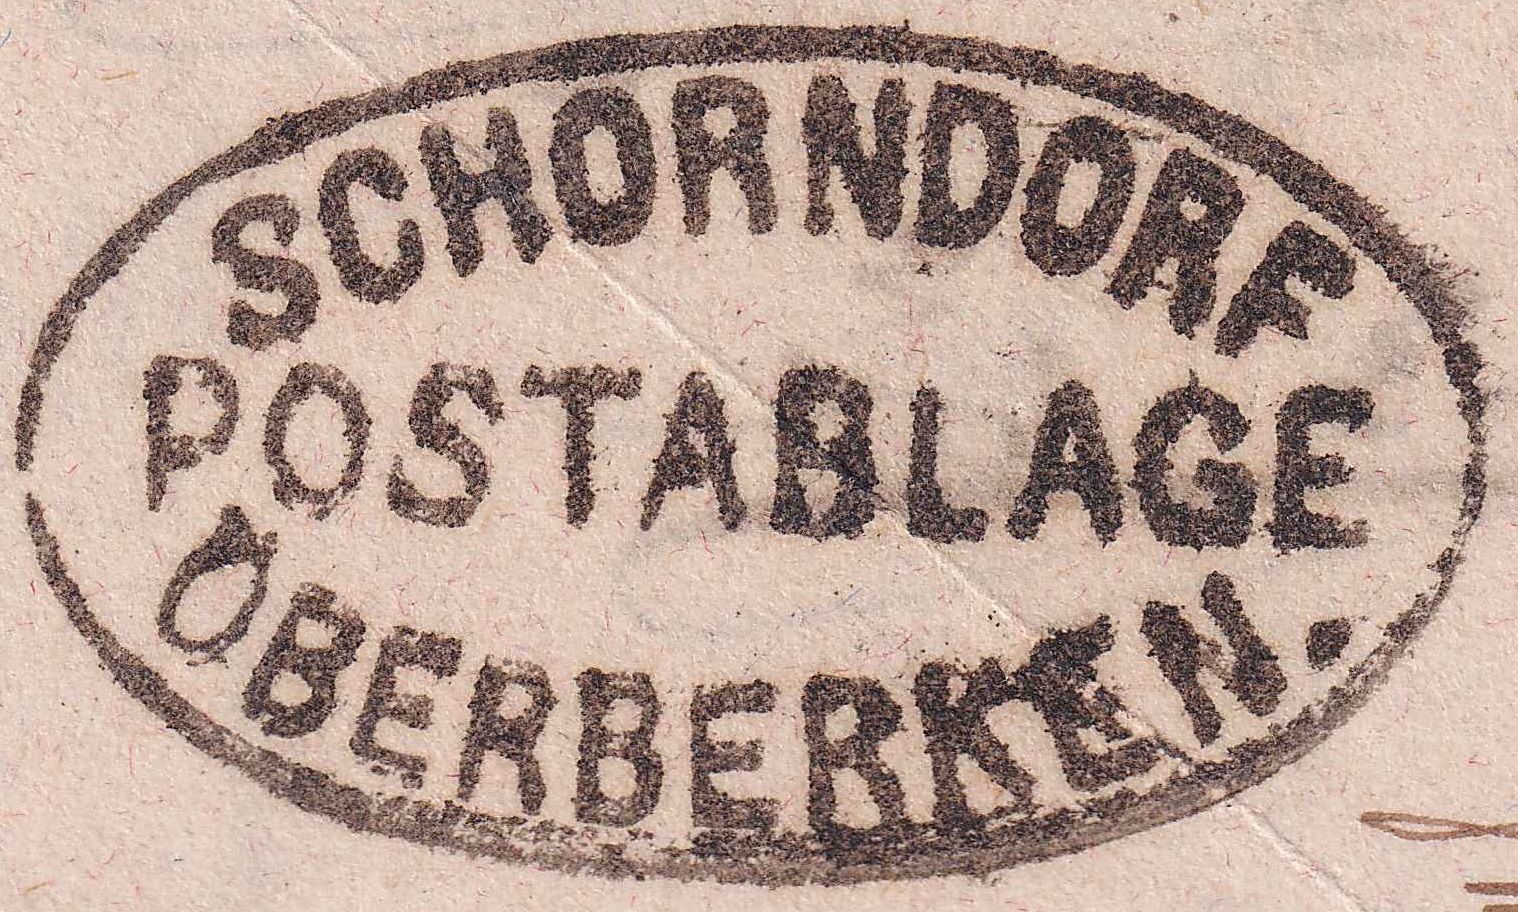 SCHORNDORF
POSTABLAGE
OBERBERKEN.